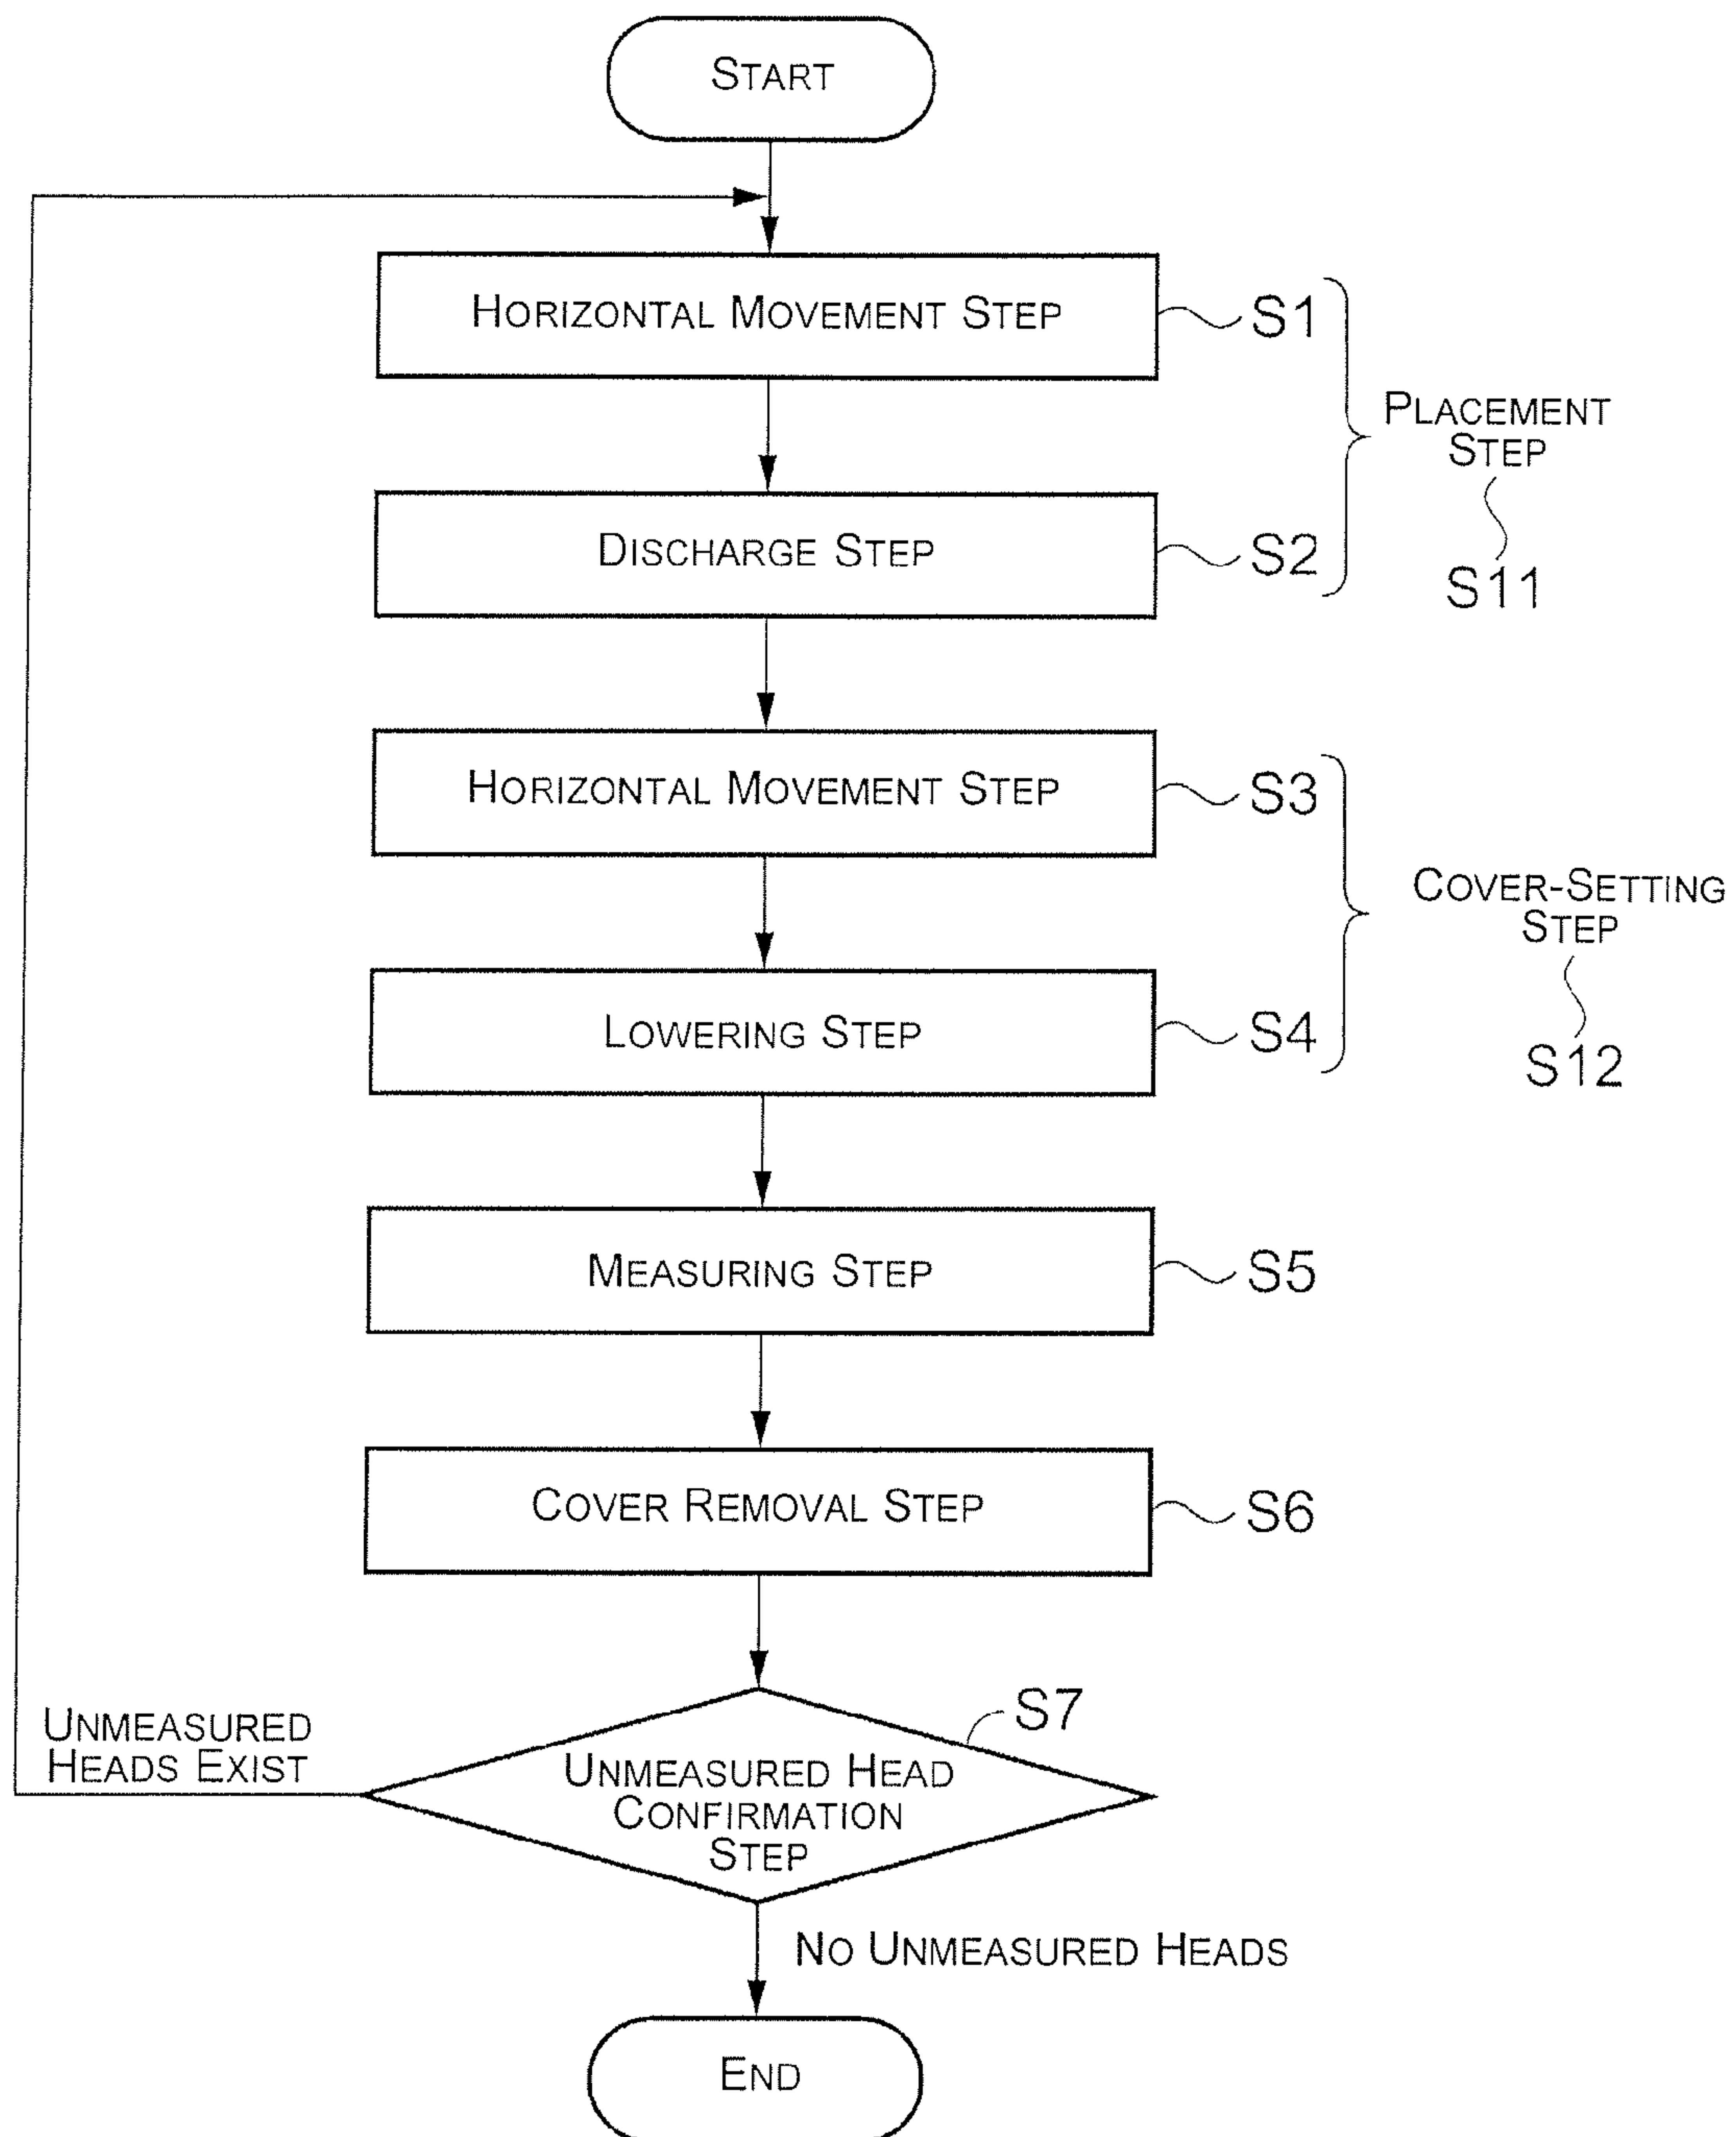 START
HORIZONTAL MOVEMENT STEP
S1
PLACEMENT
STEP
S11
DISCHARGE STEP
S2
HORIZONTAL MOVEMENT STEP
S3
COVER-SETTING
STEP
S12
LOWERING STEP
S4
MEASURING STEP
S5
COVER REMOVAL STEP
S6
S7
UNMEASURED
HEADS EXIST
UNMEASURED HEAD
CONFIRMATION
STEP
NO UNMEASURED HEADS
END